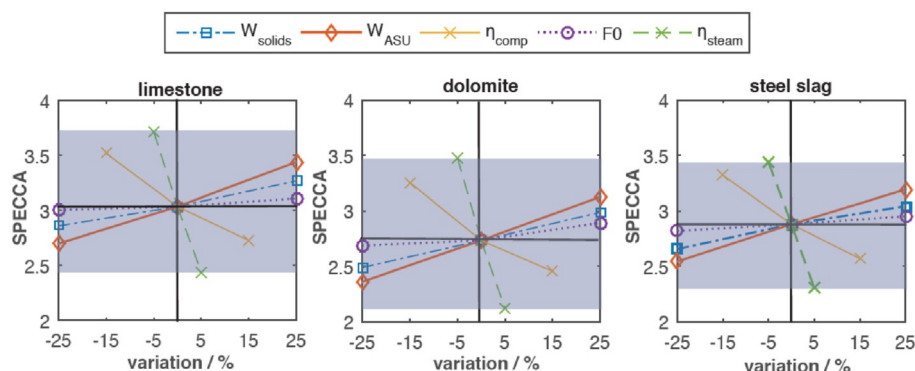 W_solids W_ASU η_comp F0 η_steam
limestone dolomite steel slag
SPECCA SPECCA SPECCA
4 4 4
3.5 3.5 3.5
3 3 3
2.5 2.5 2.5
2 2 2
-25 -15 -5 5 15 25 -25 -15 -5 5 15 25 -25 -15 -5 5 15 25
variation / % variation / % variation / %